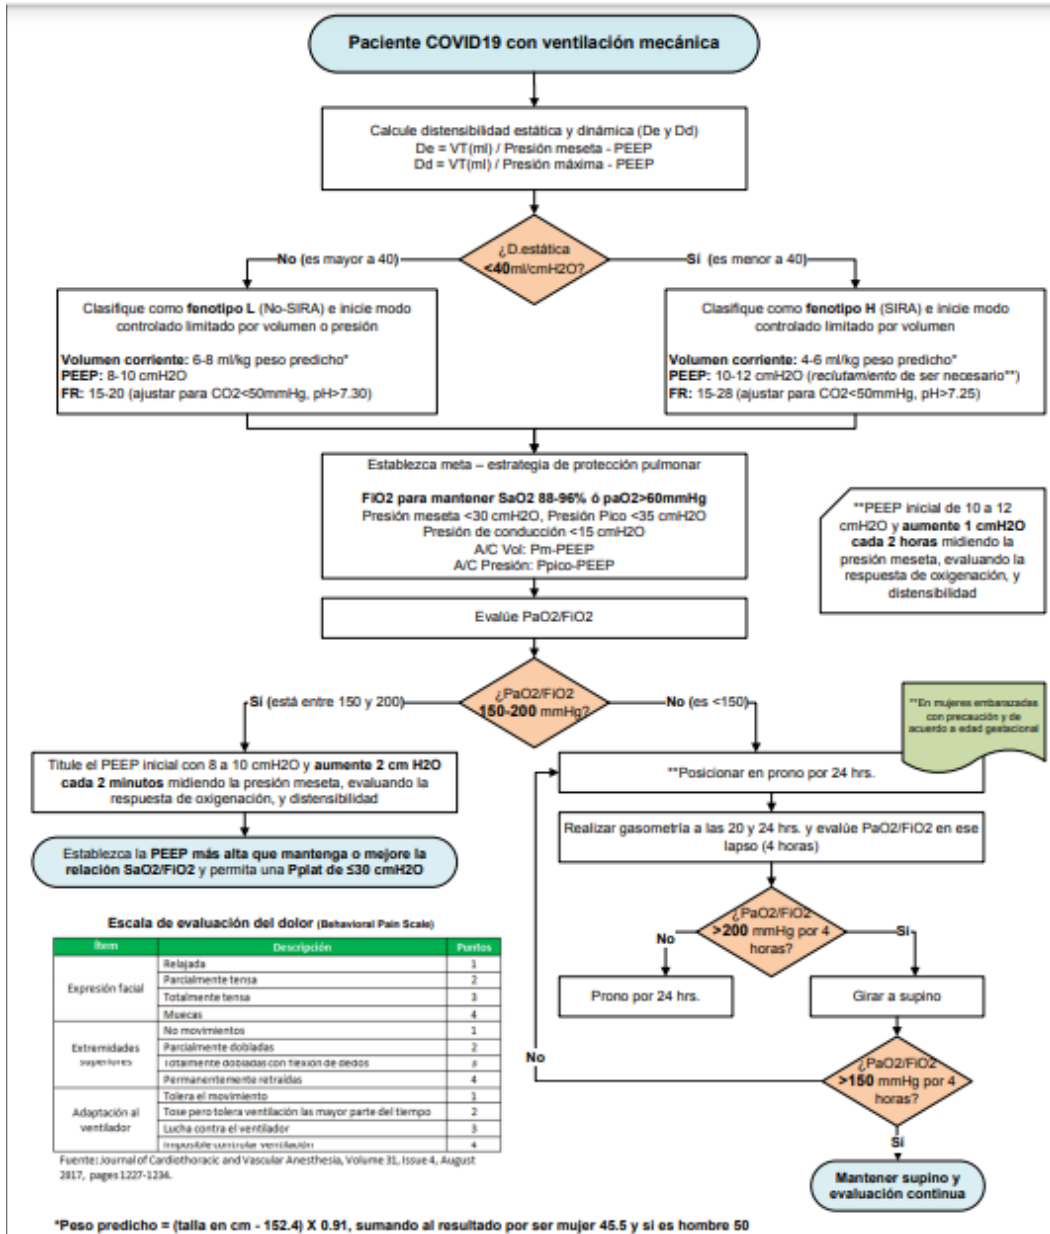 Paciente COVID19 con ventilación mecánica
Calcule distensibilidad estática y dinámica (De y Dd)
De = VT(ml) / Presión meseta - PEEP
Dd = VT(ml) / Presión máxima - PEEP
¿D.estática
<40ml/cmH2O?
No (es mayor a 40)
Sí (es menor a 40)
Clasifique como fenotipo L (No-SIRA) e inicie modo
controlado limitado por volumen o presión
Volumen corriente: 6-8 ml/kg peso predicho*
PEEP: 8-10 cmH2O
FR: 15-20 (ajustar para CO2<50mmHg, pH>7.30)
Clasifique como fenotipo H (SIRA) e inicie modo
controlado limitado por volumen
Volumen corriente: 4-6 ml/kg peso predicho*
PEEP: 10-12 cmH2O (reclutamiento de ser necesario**)
FR: 15-28 (ajustar para CO2<50mmHg, pH>7.25)
Establezca meta – estrategia de protección pulmonar
FiO2 para mantener SaO2 88-96% ó paO2>60mmHg
Presión meseta <30 cmH2O, Presión Pico <35 cmH2O
Presión de conducción <15 cmH2O
A/C Vol: Pm-PEEP
A/C Presión: Ppico-PEEP
**PEEP inicial de 10 a 12
cmH2O y aumente 1 cmH2O
cada 2 horas midiendo la
presión meseta, evaluando la
respuesta de oxigenación, y
distensibilidad
Evalúe PaO2/FiO2
¿PaO2/FiO2
150-200 mmHg?
Sí (está entre 150 y 200)
No (es <150)
**En mujeres embarazadas
con precaución y de
acuerdo a edad gestacional
Titule el PEEP inicial con 8 a 10 cmH2O y aumente 2 cm H2O
cada 2 minutos midiendo la presión meseta, evaluando la
respuesta de oxigenación, y distensibilidad
Establezca la PEEP más alta que mantenga o mejore la
relación SaO2/FiO2 y permita una Pplat de ≤30 cmH2O
**Posicionar en prono por 24 hrs.
Realizar gasometría a las 20 y 24 hrs. y evalúe PaO2/FiO2 en ese
lapso (4 horas)
¿PaO2/FiO2
>200 mmHg por 4
horas?
No
Si
Prono por 24 hrs.
Girar a supino
¿PaO2/FiO2
>150 mmHg por 4
horas?
No
Sí
Mantener supino y
evaluación continua
Escala de evaluación del dolor (Behavioral Pain Scale)
Ítem Descripción Puntos
Expresión facial
Relajada 1
Parcialmente tensa 2
Totalmente tensa 3
Muecas 4
Extremidades
superiores
No movimientos 1
Parcialmente dobladas 2
Totalmente dobladas con flexión de dedos 3
Permanentemente retraídas 4
Adaptación al
ventilador
Tolera el movimiento 1
Tose pero tolera ventilación las mayor parte del tiempo 2
Lucha contra el ventilador 3
Imposible controlar ventilación 4
Fuente: Journal of Cardiothoracic and Vascular Anesthesia, Volume 31, Issue 4, August
2017, pages 1227-1234.
*Peso predicho = (talla en cm - 152.4) X 0.91, sumando al resultado por ser mujer 45.5 y si es hombre 50